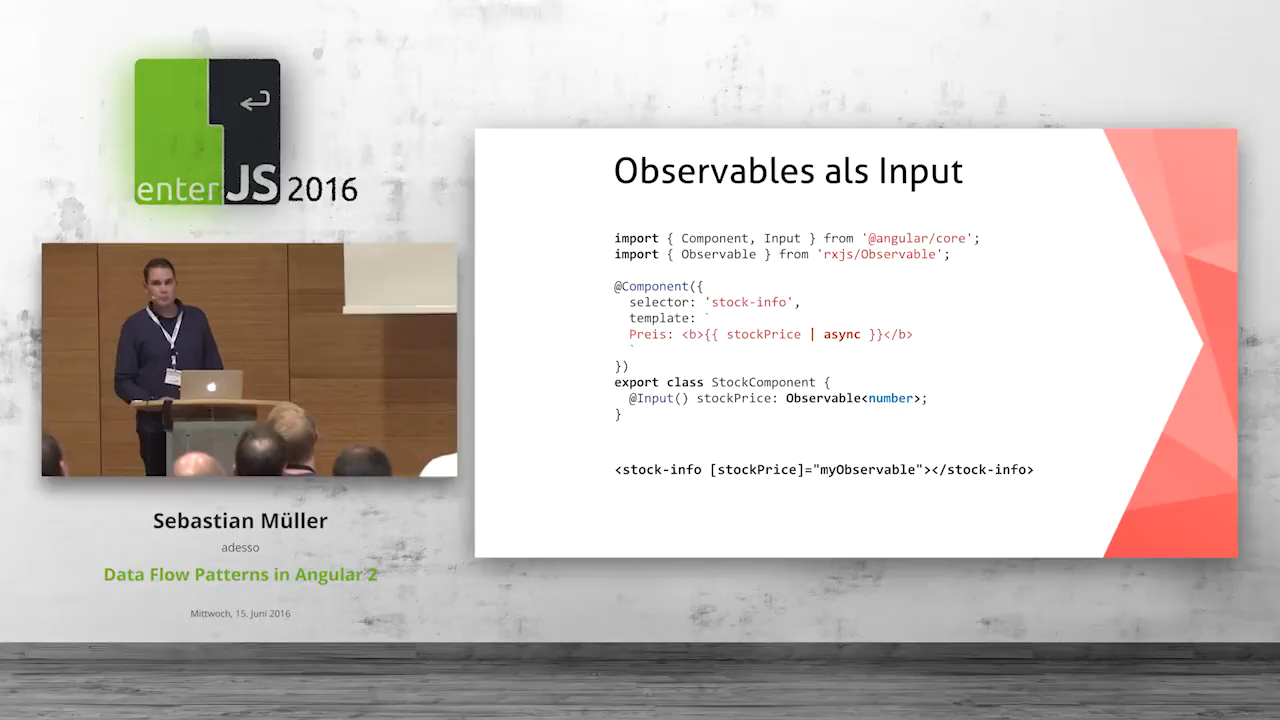 enterJS 2016
Sebastian Müller
adesso
Data Flow Patterns in Angular 2
Mittwoch, 15. Juni 2016
Observables als Input
import { Component, Input } from '@angular/core';
import { Observable } from 'rxjs/Observable';
@Component({
  selector: 'stock-info',
  template: `
  Preis: <b>{{ stockPrice | async }}</b>
  `
})
export class StockComponent {
  @Input() stockPrice: Observable<number>;
}
<stock-info [stockPrice]="myObservable"></stock-info>